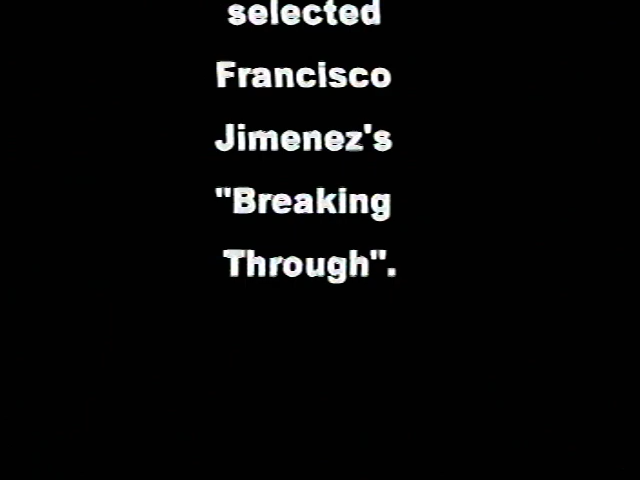 selected
Francisco
Jimenez's
"Breaking
Through".